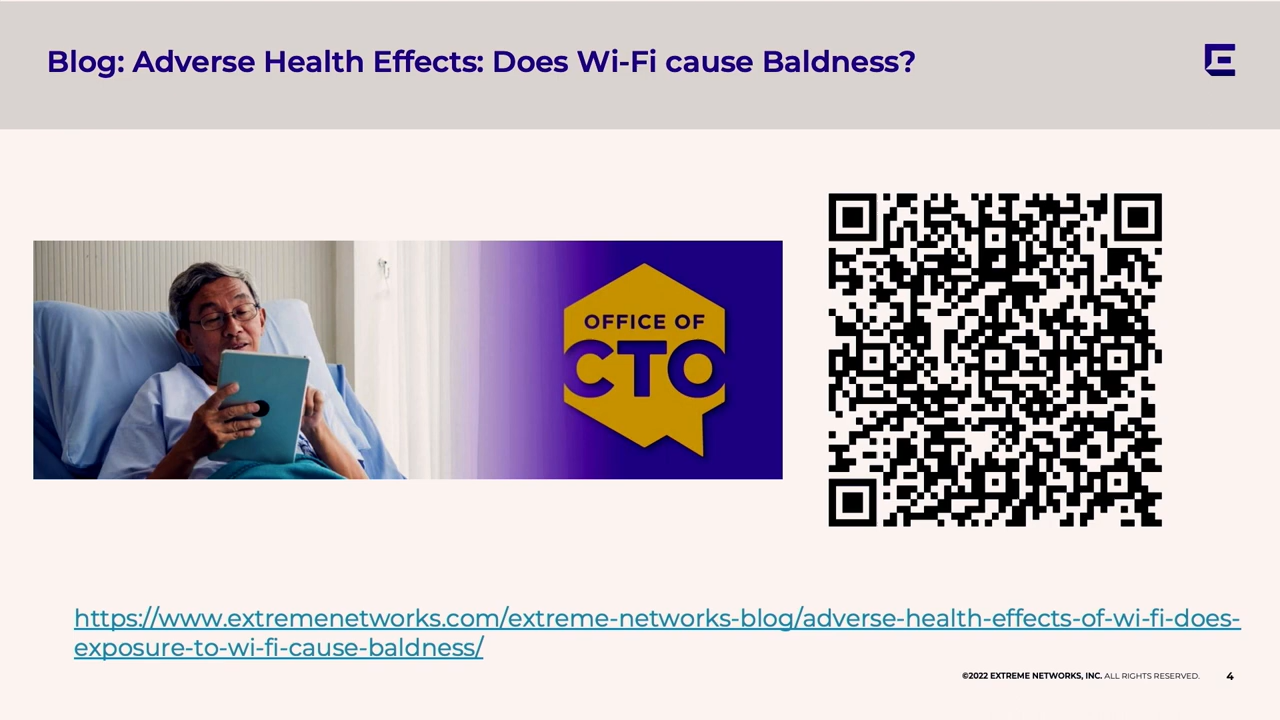 Blog: Adverse Health Effects: Does Wi-Fi cause Baldness?
OFFICE OF
CTO
https://www.extremenetworks.com/extreme-networks-blog/adverse-health-effects-of-wi-fi-does-
exposure-to-wi-fi-cause-baldness/
©2022 EXTREME NETWORKS, INC. ALL RIGHTS RESERVED. 4